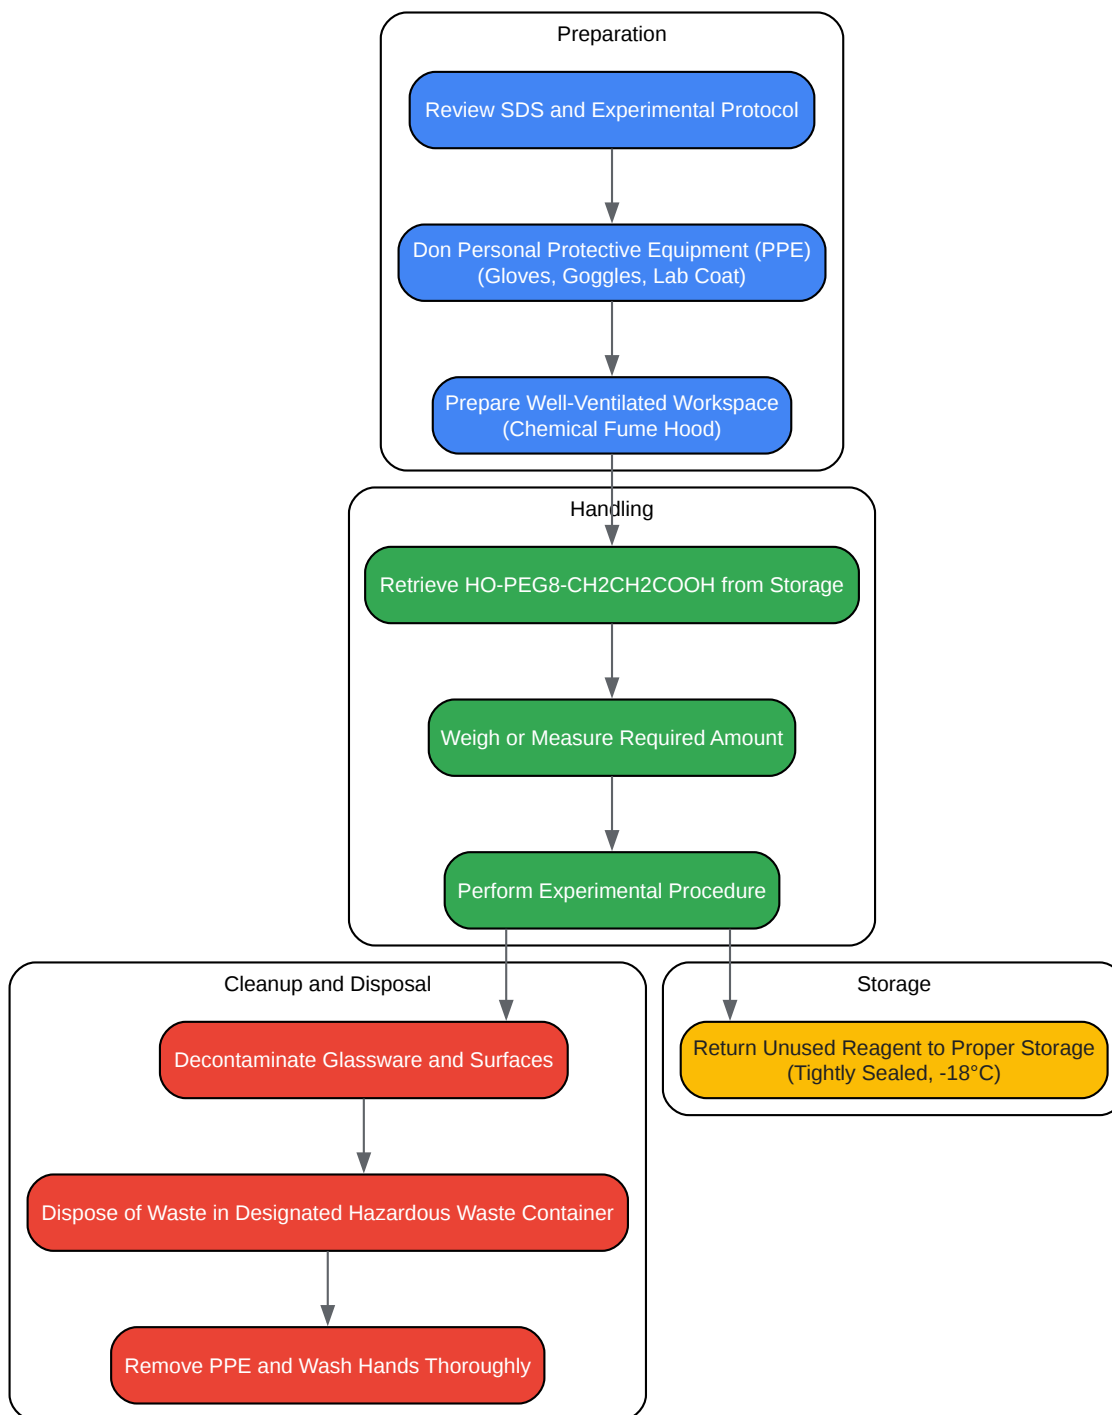 Preparation
Review SDS and Experimental Protocol
Don Personal Protective Equipment (PPE)
(Gloves, Goggles, Lab Coat)
Prepare Well-Ventilated Workspace
(Chemical Fume Hood)
Handling
Retrieve HO-PEG8-CH2CH2COOH from Storage
Weigh or Measure Required Amount
Perform Experimental Procedure
Cleanup and Disposal
Decontaminate Glassware and Surfaces
Dispose of Waste in Designated Hazardous Waste Container
Remove PPE and Wash Hands Thoroughly
Storage
Return Unused Reagent to Proper Storage
(Tightly Sealed, -18°C)